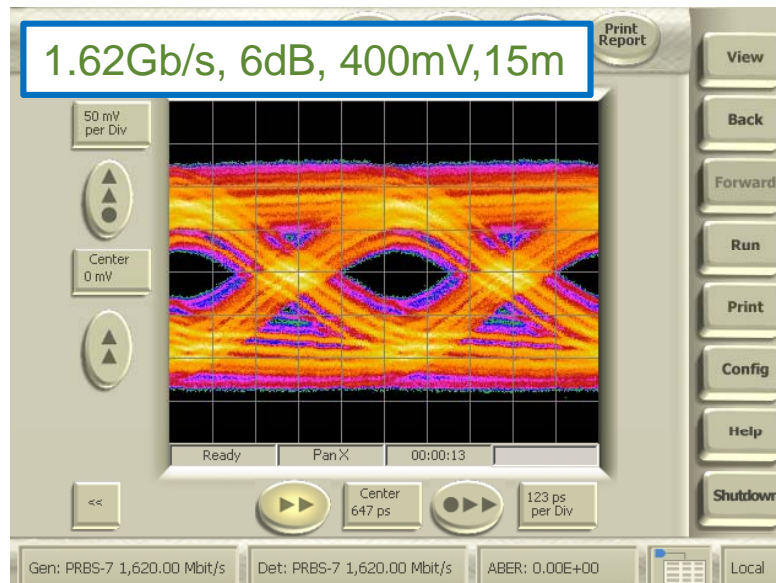 Print
Report
1.62Gb/s, 6dB, 400mV,15m
View
50 mV
per Div
Back
Forward
Run
Center
0 mV
Print
Config
Help
Ready
Pan X
00:00:13
<<
Center
647 ps
123 ps
per Div
Shutdown
Gen: PRBS-7 1,620.00 Mbit/s
Det: PRBS-7 1,620.00 Mbit/s
ABER: 0.00E+00
Local